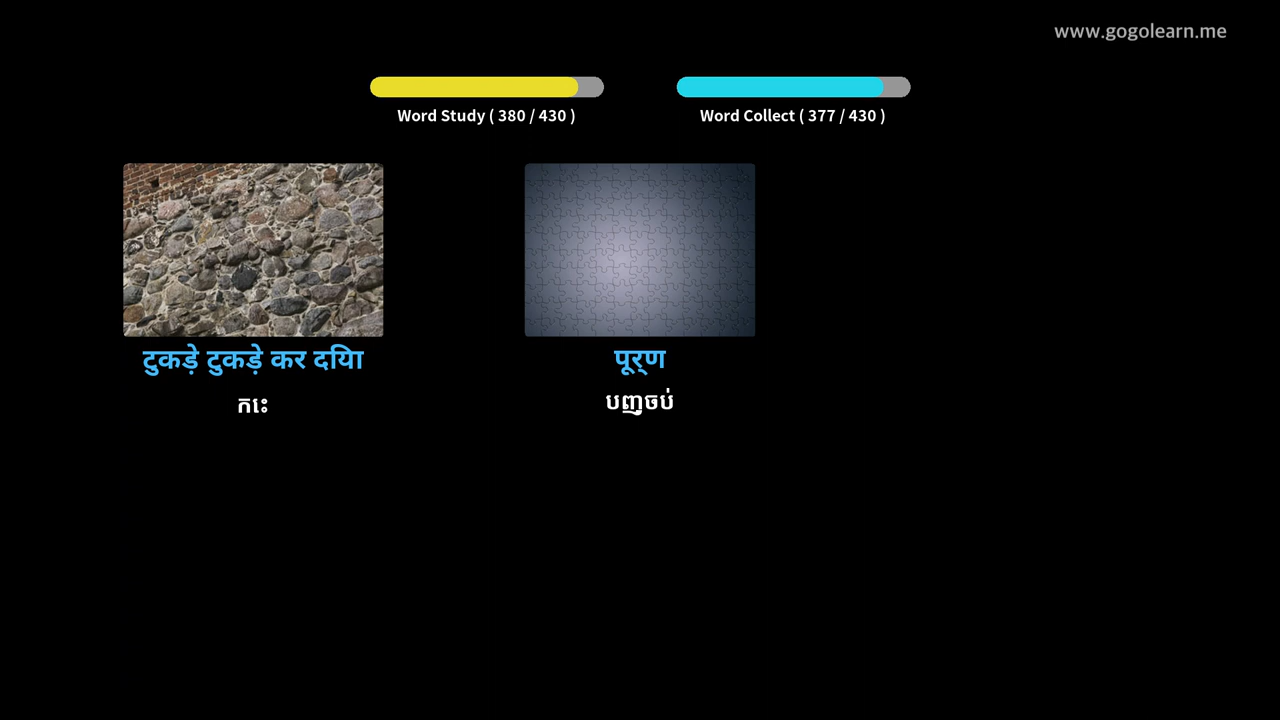 www.gogolearn.me
Word Study ( 380 / 430 )
Word Collect ( 377 / 430 )
टुकड़े टुकड़े कर दिया
पूर्ण
កះេ
បញ្ចប់